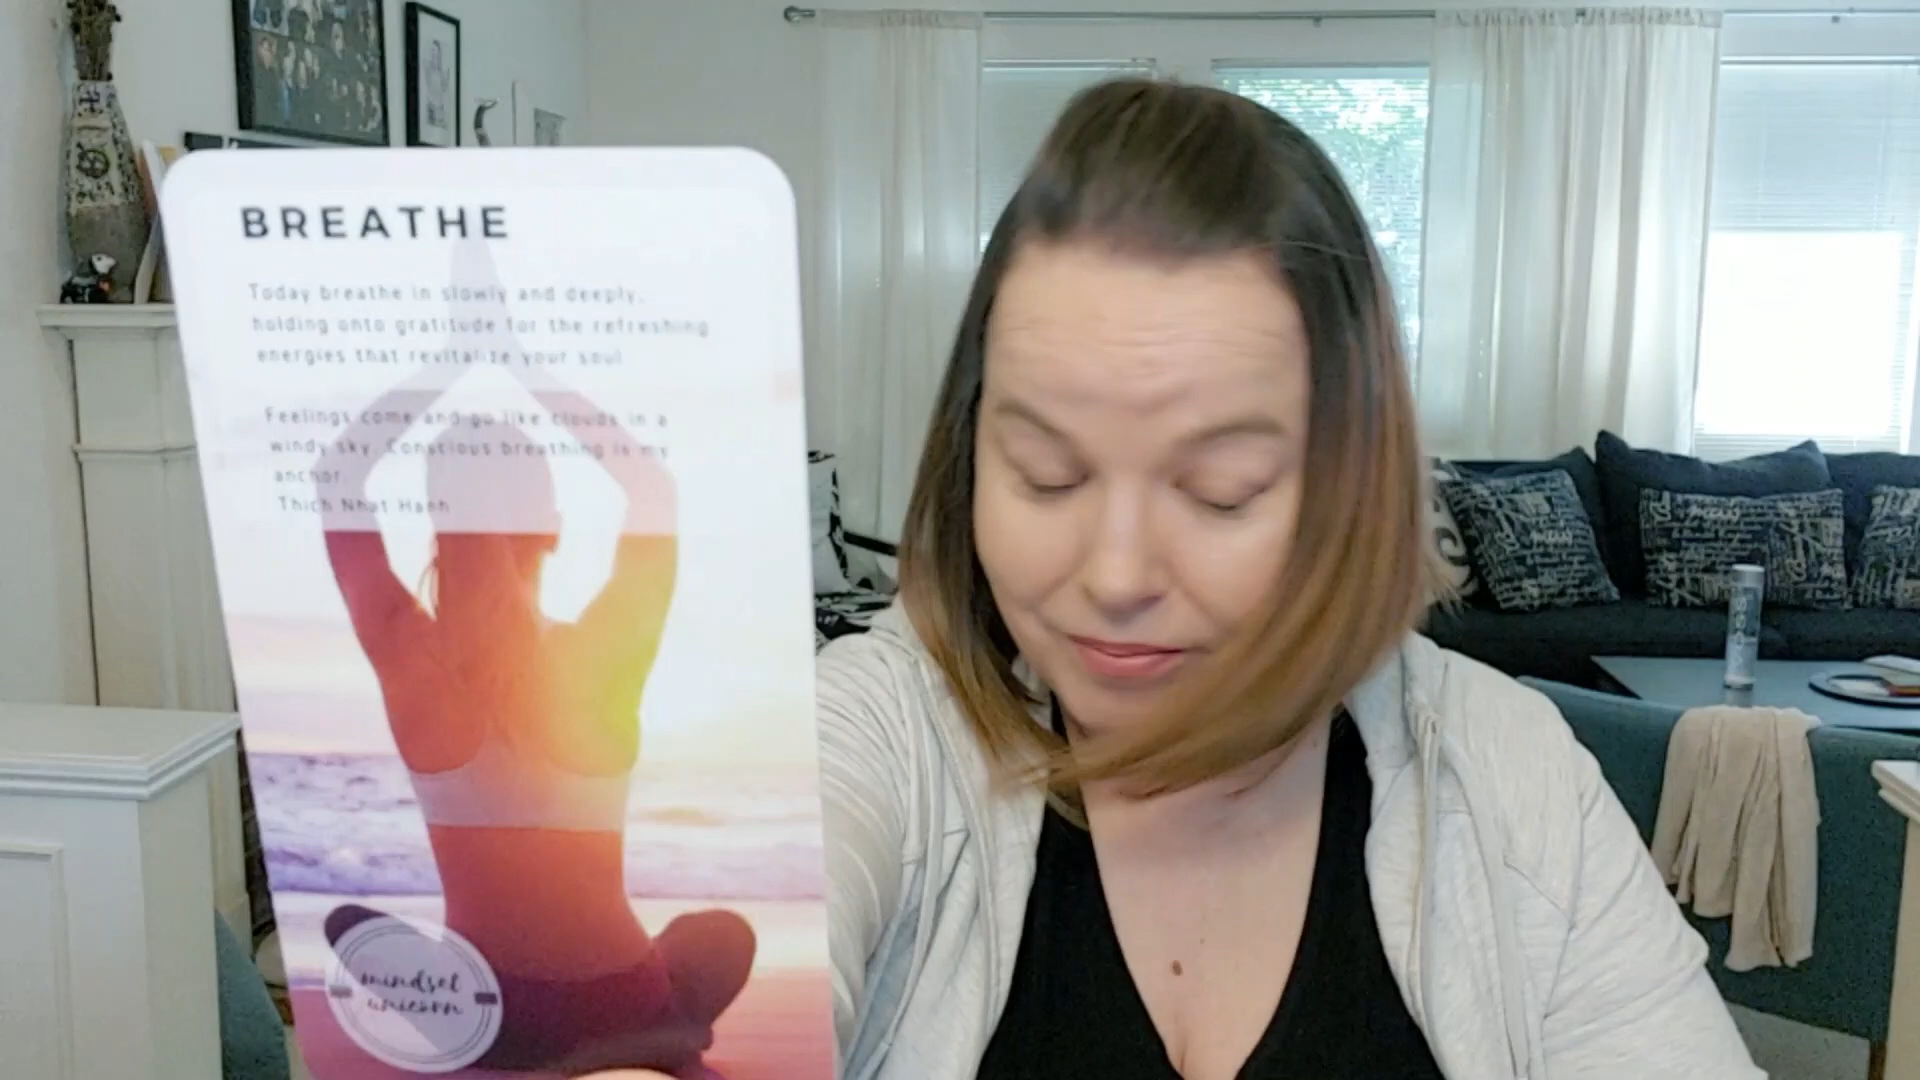 BREATHE
Today breathe in slowly and deeply,
holding onto gratitude for the refreshing
energies that revitalize your soul.
Feelings come and go like clouds in a
windy sky. Conscious breathing is my
anchor.
Thich Nhat Hanh
mindset
unicorn